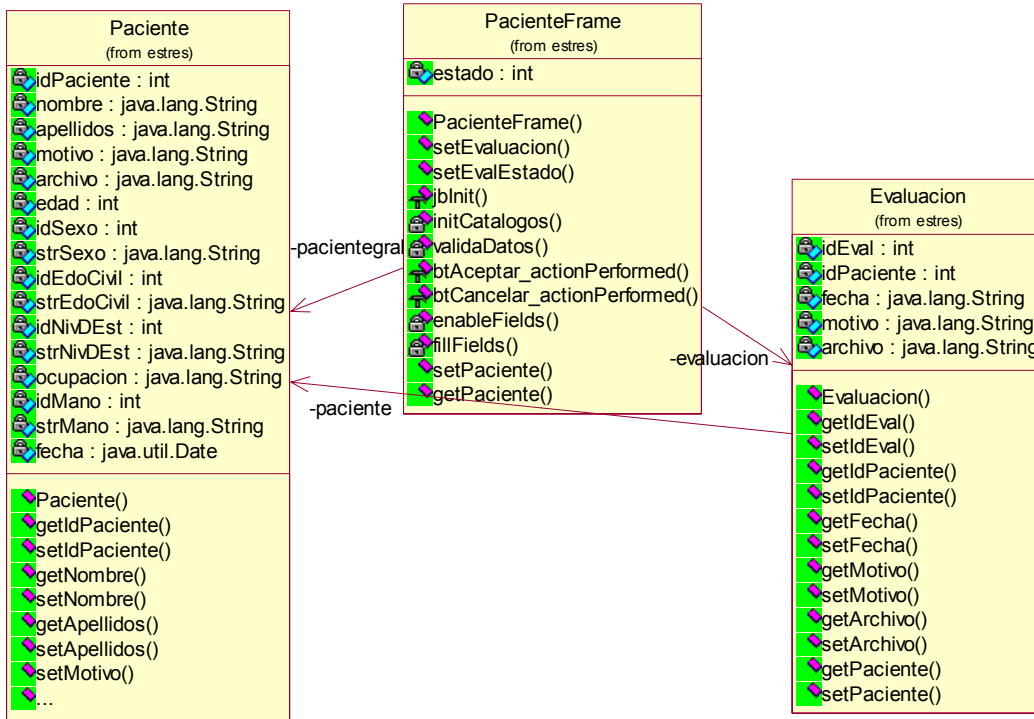 Paciente
(from estres)
idPaciente : int
nombre : java.lang.String
apellidos : java.lang.String
motivo : java.lang.String
archivo : java.lang.String
edad : int
idSexo : int
strSexo : java.lang.String
idEdoCivil : int
strEdoCivil : java.lang.String
idNivDEst : int
strNivDEst : java.lang.String
ocupacion : java.lang.String
idMano : int
strMano : java.lang.String
fecha : java.util.Date
Paciente()
getIdPaciente()
setIdPaciente()
getNombre()
setNombre()
getApellidos()
setApellidos()
setMotivo()
...
-pacientegral
-paciente
PacienteFrame
(from estres)
estado : int
PacienteFrame()
setEvaluacion()
setEvalEstado()
jbInit()
initCatalogos()
validaDatos()
btAceptar_actionPerformed()
btCancelar_actionPerformed()
enableFields()
fillFields()
setPaciente()
getPaciente()
-evaluacion
Evaluacion
(from estres)
idEval : int
idPaciente : int
fecha : java.lang.String
motivo : java.lang.String
archivo : java.lang.String
Evaluacion()
getIdEval()
setIdEval()
getIdPaciente()
setIdPaciente()
getFecha()
setFecha()
getMotivo()
setMotivo()
getArchivo()
setArchivo()
getPaciente()
setPaciente()